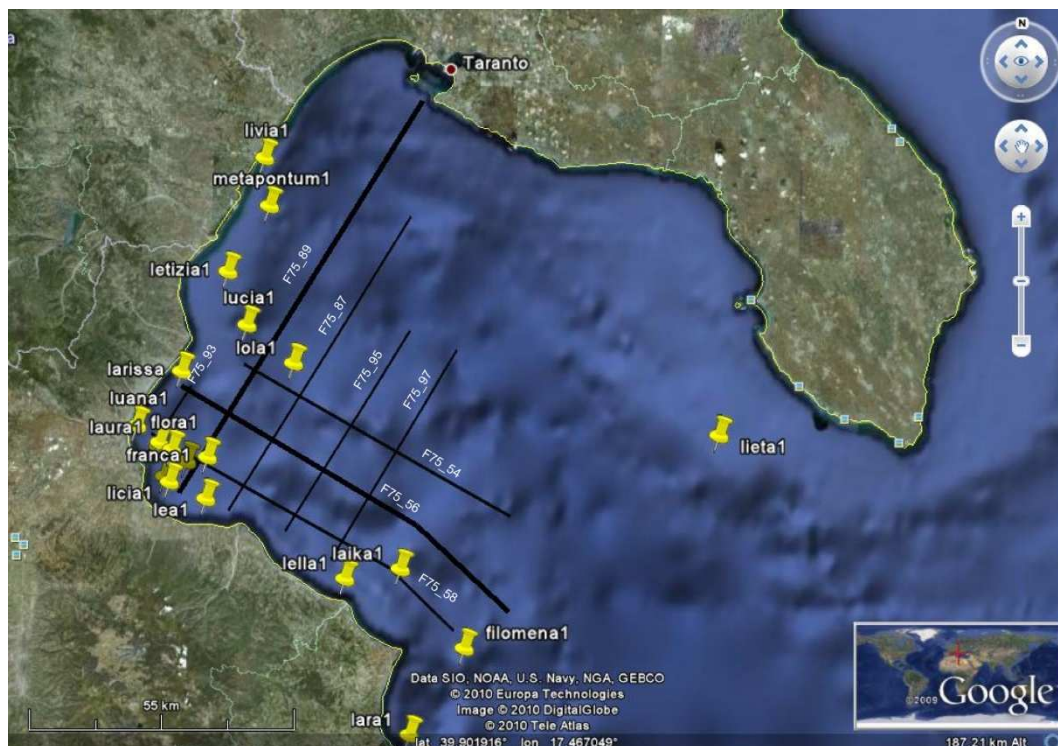 N
Taranto
livia1
metapontum1
F75_89
letizia1
F75_87
lucia1
lola1
F75_95
larissa
F75_93
F75_97
luana1
laura1
flora1
franca1
lieta1
F75_54
licia1
F75_56
lea1
lella1
laika1
F75_58
filomena1
Data SIO, NOAA, U.S. Navy, NGA, GEBCO
© 2010 Europa Technologies
Image © 2010 DigitalGlobe
© 2010 Tele Atlas
©2009 Google
55 km
lara1
lat 39.901916° lon 17.467049°
187.21 km Alt